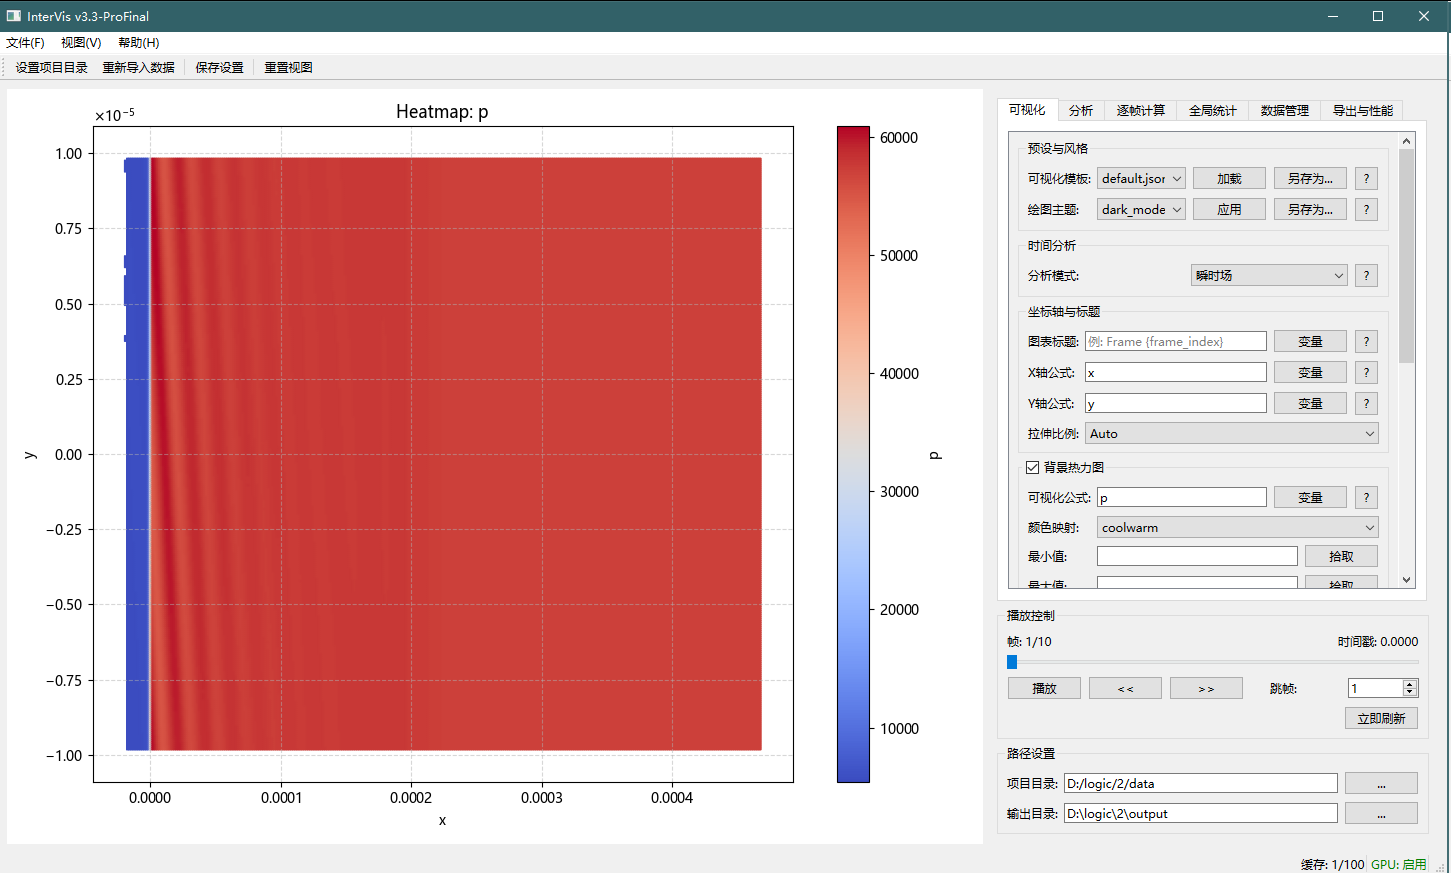 InterVis v3.3-ProFinal
文件(F) 视图(V) 帮助(H)
设置项目目录 重新导入数据 保存设置 重置视图
Heatmap: p
×10⁻⁵
1.00
0.75
0.50
0.25
0.00
−0.25
−0.50
−0.75
−1.00
y
0.0000 0.0001 0.0002 0.0003 0.0004
x
60000
50000
40000
30000
20000
10000
p
可视化 分析 逐帧计算 全局统计 数据管理 导出与性能
预设与风格
可视化模板: default.jsor 加载 另存为... ?
绘图主题: dark_mode 应用 另存为... ?
时间分析
分析模式: 瞬时场 ?
坐标轴与标题
图表标题: 例: Frame {frame_index} 变量 ?
X轴公式: x 变量 ?
Y轴公式: y 变量 ?
拉伸比例: Auto
背景热力图
可视化公式: p 变量 ?
颜色映射: coolwarm
最小值: 拾取
最大值: 拾取
播放控制
帧: 1/10 时间戳: 0.0000
播放 << >> 跳帧: 1
立即刷新
路径设置
项目目录: D:/logic/2/data ...
输出目录: D:\logic\2\output ...
缓存: 1/100 GPU: 启用